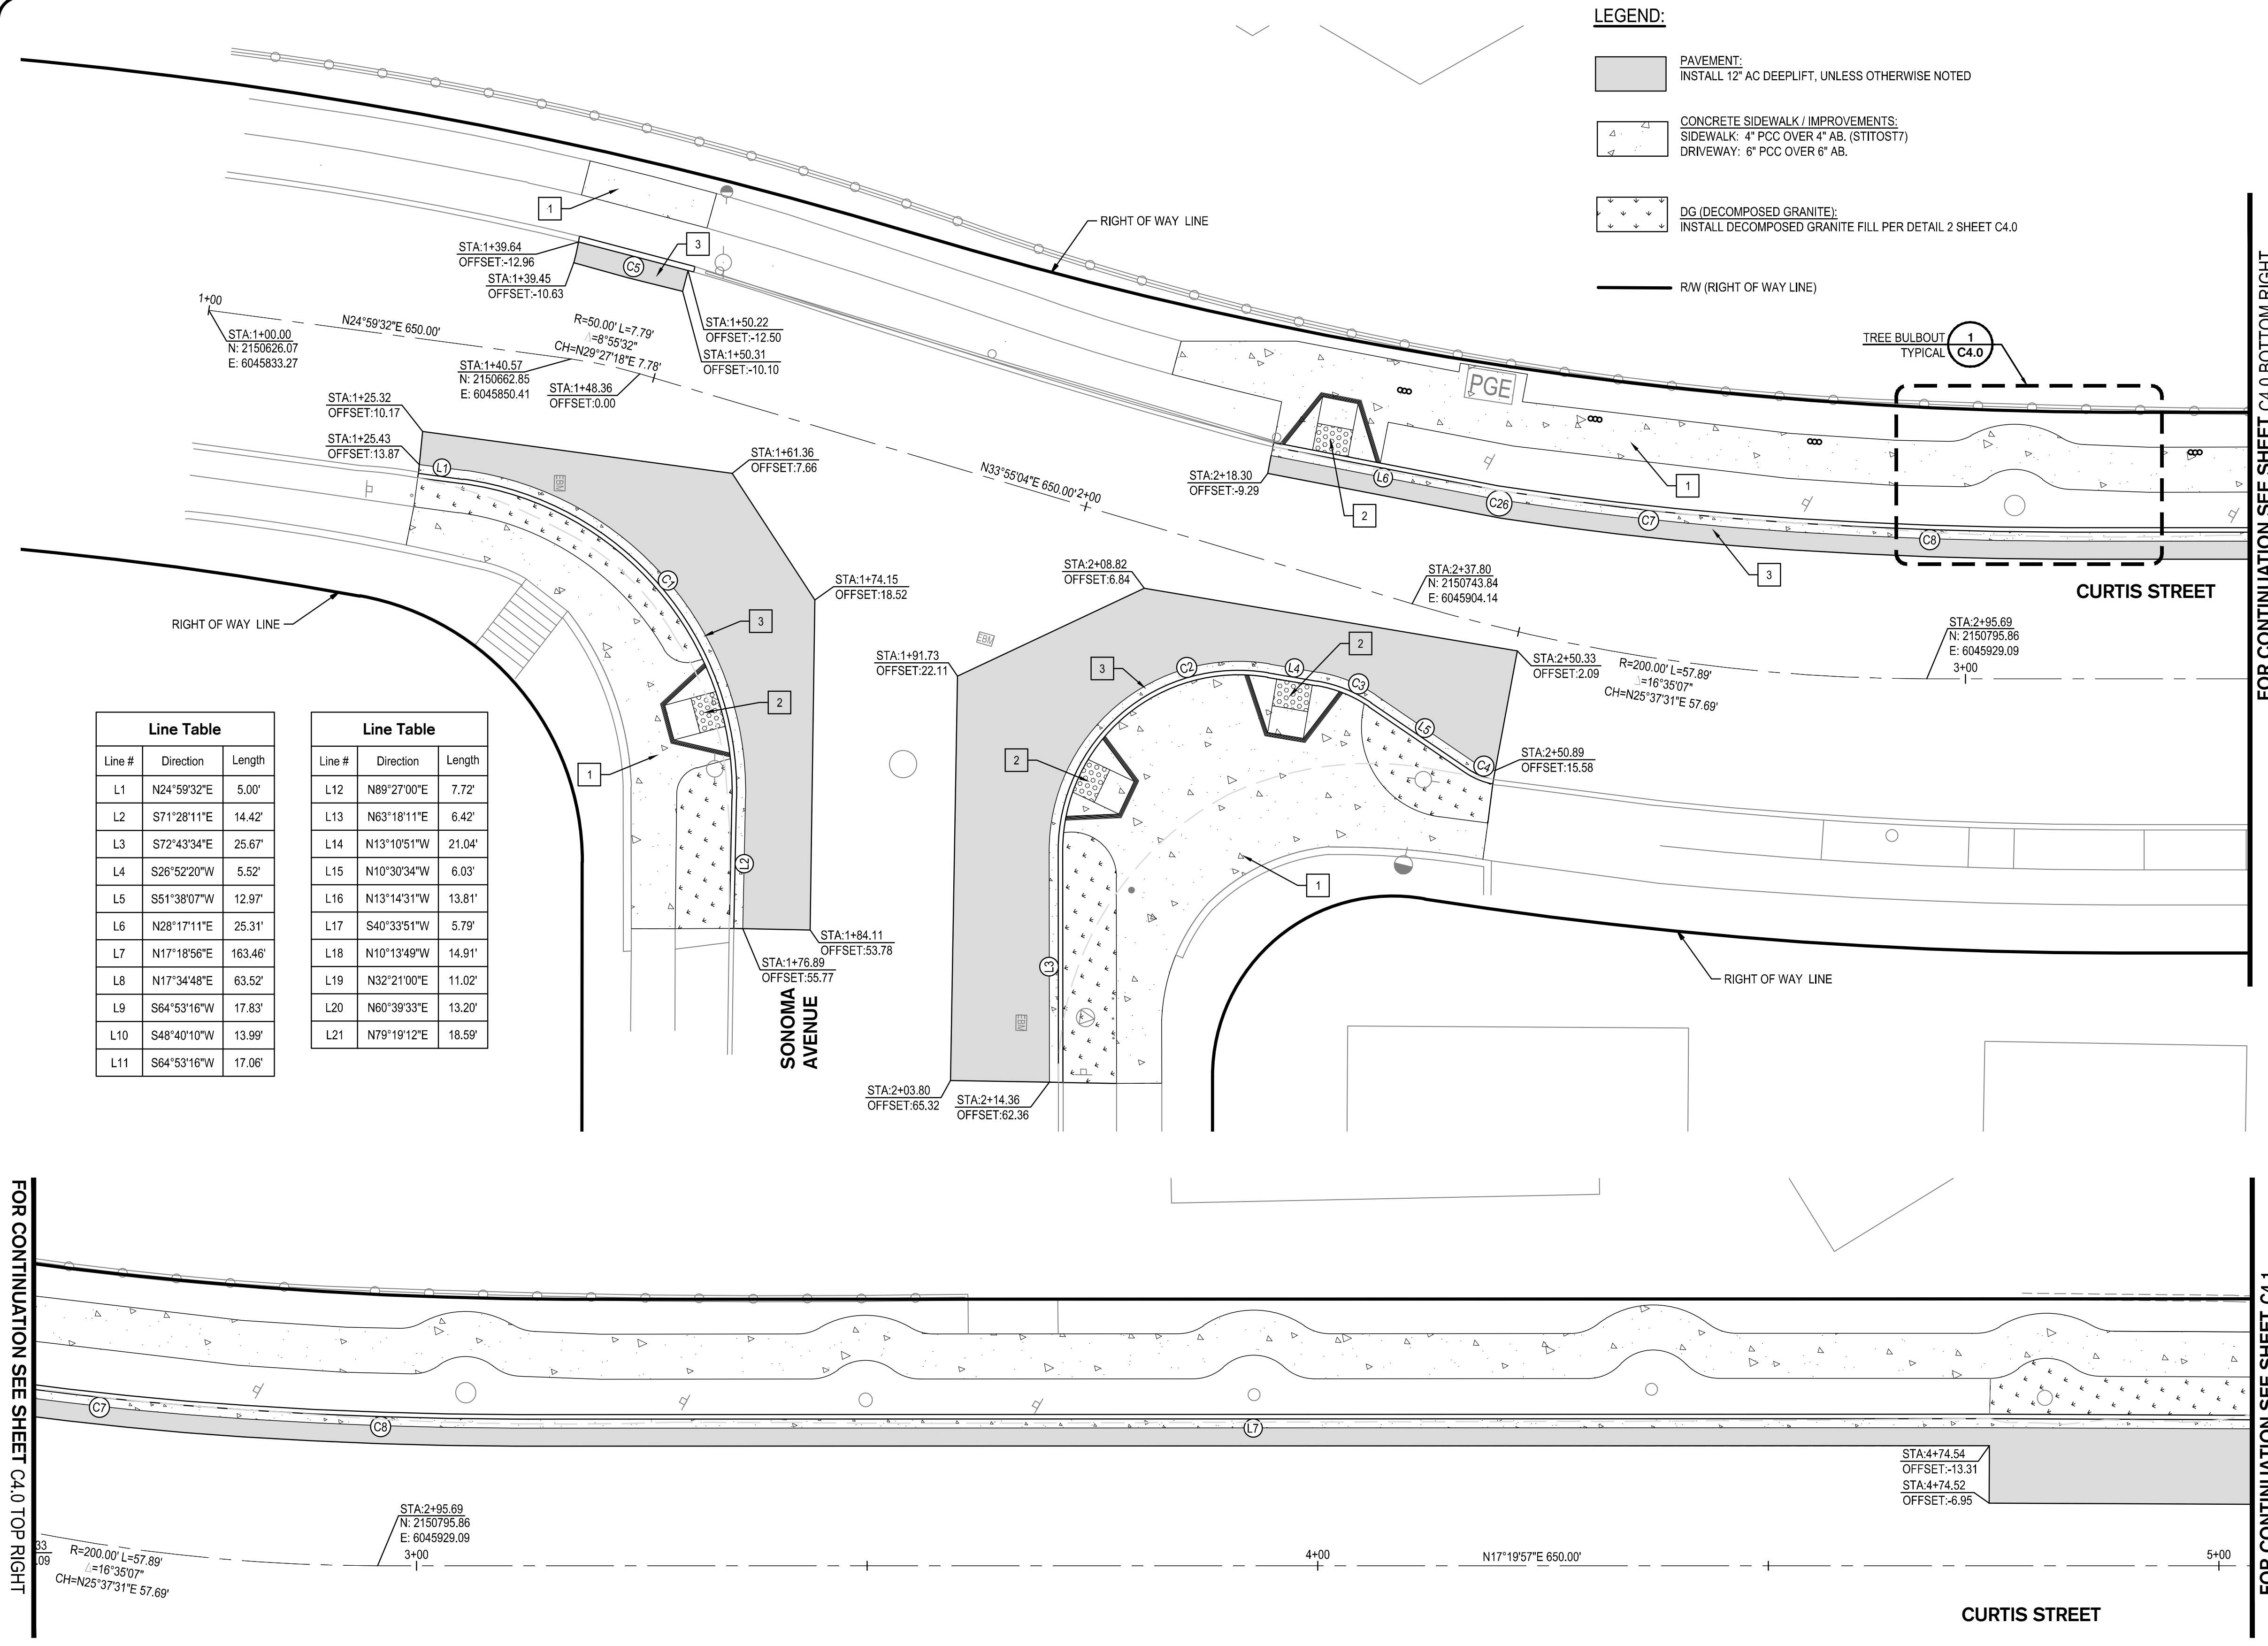 LEGEND:
PAVEMENT:
INSTALL 12" AC DEEPLIFT, UNLESS OTHERWISE NOTED
CONCRETE SIDEWALK / IMPROVEMENTS:
SIDEWALK: 4" PCC OVER 4" AB. (STITOST7)
DRIVEWAY: 6" PCC OVER 6" AB.
DG (DECOMPOSED GRANITE):
INSTALL DECOMPOSED GRANITE FILL PER DETAIL 2 SHEET C4.0
R/W (RIGHT OF WAY LINE)
TREE BULBOUT
TYPICAL
1
C4.0
FOR CONTINUATION SEE SHEET C4.0 BOTTOM RIGHT
RIGHT OF WAY LINE
1
3
C5
STA:1+39.64
OFFSET:-12.96
STA:1+39.45
OFFSET:-10.63
STA:1+50.22
OFFSET:-12.50
STA:1+50.31
OFFSET:-10.10
1+00
STA:1+00.00
N: 2150626.07
E: 6045833.27
N24°59'32"E 650.00'
R=50.00' L=7.79'
△=8°55'32"
CH=N29°27'18"E 7.78'
STA:1+40.57
N: 2150662.85
E: 6045850.41
STA:1+48.36
OFFSET:0.00
STA:1+25.32
OFFSET:10.17
STA:1+25.43
OFFSET:13.87
L1
EBM
STA:1+61.36
OFFSET:7.66
N33°55'04"E 650.00'
2+00
PGE
STA:2+18.30
OFFSET:-9.29
L6
C26
C7
C8
1
2
3
CURTIS STREET
STA:1+74.15
OFFSET:18.52
C1
3
RIGHT OF WAY LINE
STA:2+08.82
OFFSET:6.84
STA:2+37.80
N: 2150743.84
E: 6045904.14
STA:2+95.69
N: 2150795.86
E: 6045929.09
3+00
EBM
STA:1+91.73
OFFSET:22.11
3
C2
L4
C3
2
STA:2+50.33
OFFSET:2.09
R=200.00' L=57.89'
△=16°35'07"
CH=N25°37'31"E 57.69'
2
1
2
L5
C4
STA:2+50.89
OFFSET:15.58
L2
1
L3
EBM
STA:1+84.11
OFFSET:53.78
STA:1+76.89
OFFSET:55.77
SONOMA
AVENUE
RIGHT OF WAY LINE
STA:2+03.80
OFFSET:65.32
STA:2+14.36
OFFSET:62.36
Line Table
Line # Direction Length
L1 N24°59'32"E 5.00'
L2 S71°28'11"E 14.42'
L3 S72°43'34"E 25.67'
L4 S26°52'20"W 5.52'
L5 S51°38'07"W 12.97'
L6 N28°17'11"E 25.31'
L7 N17°18'56"E 163.46'
L8 N17°34'48"E 63.52'
L9 S64°53'16"W 17.83'
L10 S48°40'10"W 13.99'
L11 S64°53'16"W 17.06'
Line Table
Line # Direction Length
L12 N89°27'00"E 7.72'
L13 N63°18'11"E 6.42'
L14 N13°10'51"W 21.04'
L15 N10°30'34"W 6.03'
L16 N13°14'31"W 13.81'
L17 S40°33'51"W 5.79'
L18 N10°13'49"W 14.91'
L19 N32°21'00"E 11.02'
L20 N60°39'33"E 13.20'
L21 N79°19'12"E 18.59'
FOR CONTINUATION SEE SHEET C4.0 TOP RIGHT
C7
C8
L7
STA:4+74.54
OFFSET:-13.31
STA:4+74.52
OFFSET:-6.95
33
.09
R=200.00' L=57.89'
△=16°35'07"
CH=N25°37'31"E 57.69'
STA:2+95.69
N: 2150795.86
E: 6045929.09
3+00
4+00
N17°19'57"E 650.00'
5+00
CURTIS STREET
FOR CONTINUATION SEE SHEET C4.1